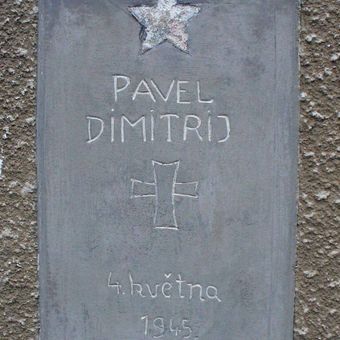 PAVEL
DIMITRIJ
4. května
1945